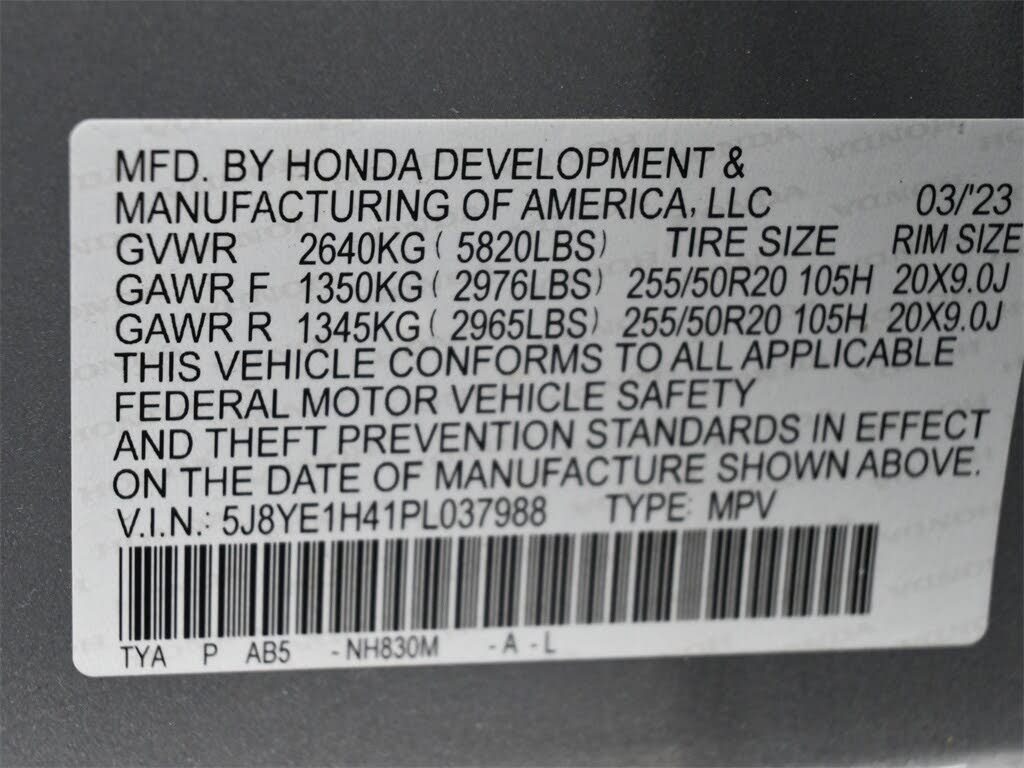 MFD. BY HONDA DEVELOPMENT &
MANUFACTURING OF AMERICA, LLC 03/'23
GVWR 2640KG ( 5820LBS) TIRE SIZE RIM SIZE
GAWR F 1350KG ( 2976LBS) 255/50R20 105H 20X9.0J
GAWR R 1345KG ( 2965LBS) 255/50R20 105H 20X9.0J
THIS VEHICLE CONFORMS TO ALL APPLICABLE
FEDERAL MOTOR VEHICLE SAFETY
AND THEFT PREVENTION STANDARDS IN EFFECT
ON THE DATE OF MANUFACTURE SHOWN ABOVE.
V.I.N.: 5J8YE1H41PL037988 TYPE: MPV
TYA P AB5 - NH830M - A - L